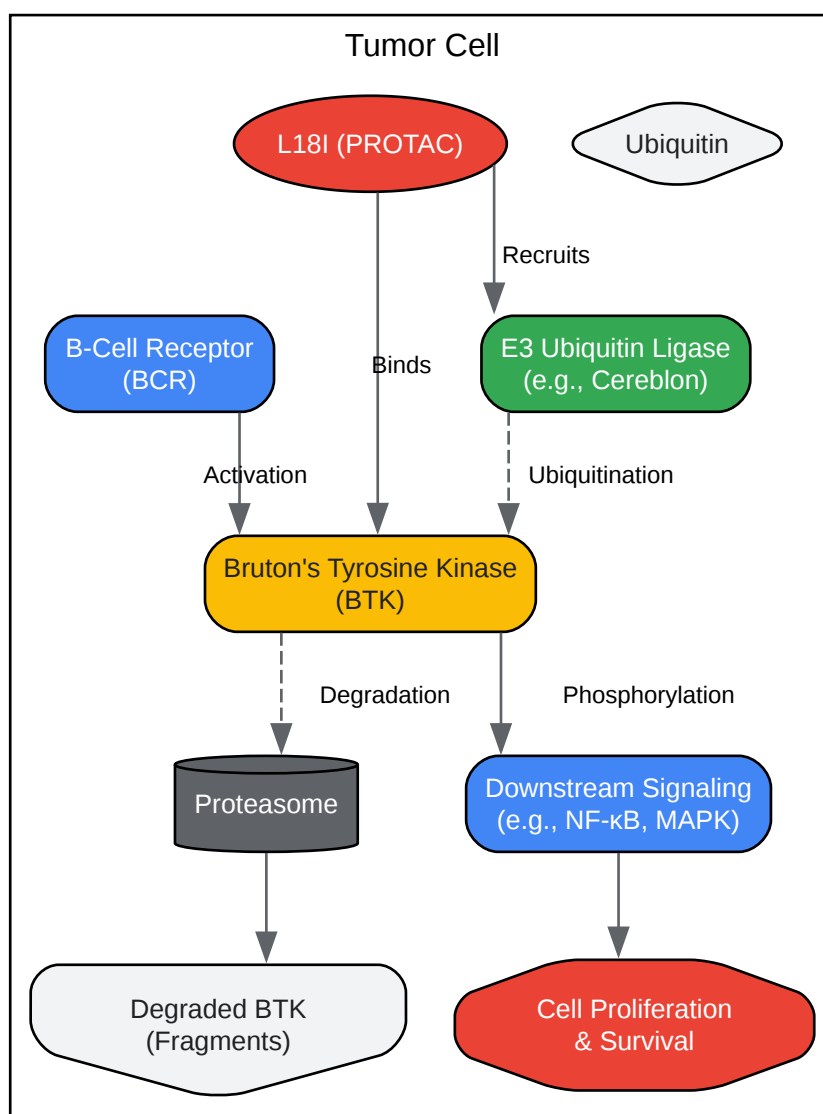 Tumor Cell
L18I (PROTAC)
Ubiquitin
Recruits
B-Cell Receptor
(BCR)
Binds
E3 Ubiquitin Ligase
(e.g., Cereblon)
Activation
Ubiquitination
Bruton's Tyrosine Kinase
(BTK)
Degradation
Phosphorylation
Proteasome
Downstream Signaling
(e.g., NF-κB, MAPK)
Degraded BTK
(Fragments)
Cell Proliferation
& Survival